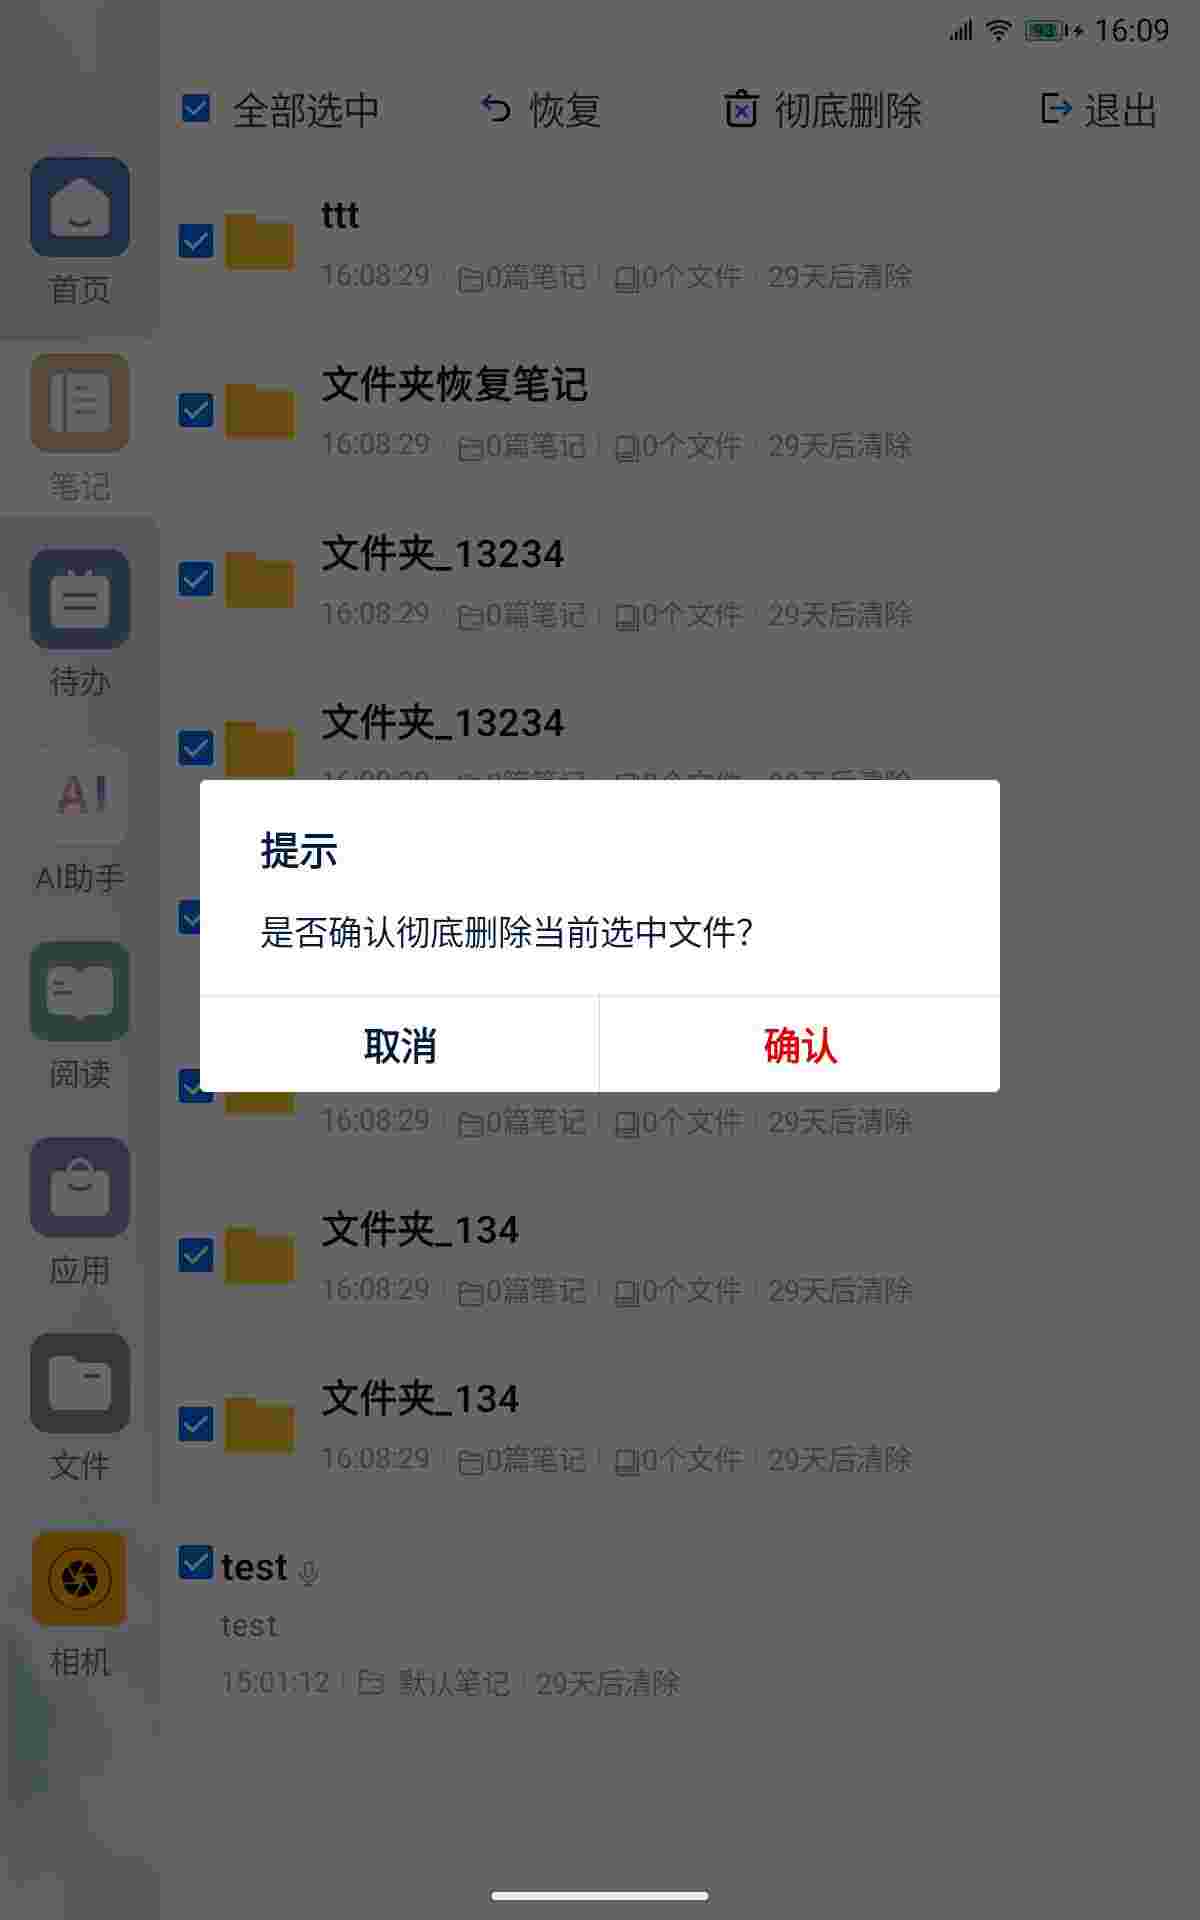 93 16:09
全部选中 恢复 彻底删除 退出
首页
笔记
待办
AI
AI助手
阅读
应用
文件
相机
ttt
16:08:29 0篇笔记 0个文件 29天后清除
文件夹恢复笔记
16:08:29 0篇笔记 0个文件 29天后清除
文件夹_13234
16:08:29 0篇笔记 0个文件 29天后清除
文件夹_13234
提示
是否确认彻底删除当前选中文件?
取消 确认
16:08:29 0篇笔记 0个文件 29天后清除
文件夹_134
16:08:29 0篇笔记 0个文件 29天后清除
文件夹_134
16:08:29 0篇笔记 0个文件 29天后清除
test
test
15:01:12 默认笔记 29天后清除